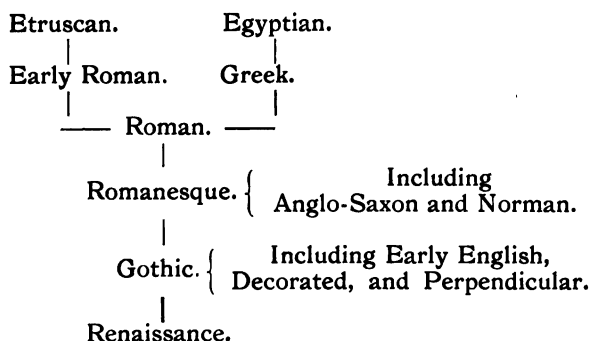 Etruscan. Egyptian.
Early Roman. Greek.
Roman.
Including
Romanesque. Anglo-Saxon and Norman.
Including Early English,
Gothic. Decorated, and Perpendicular.
Renaissance.